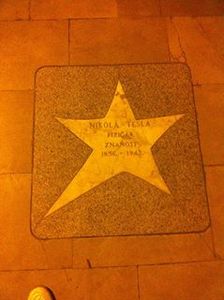 NIKOLA TESLA
FIZIČAR
ZNANOST
1856. - 1943.